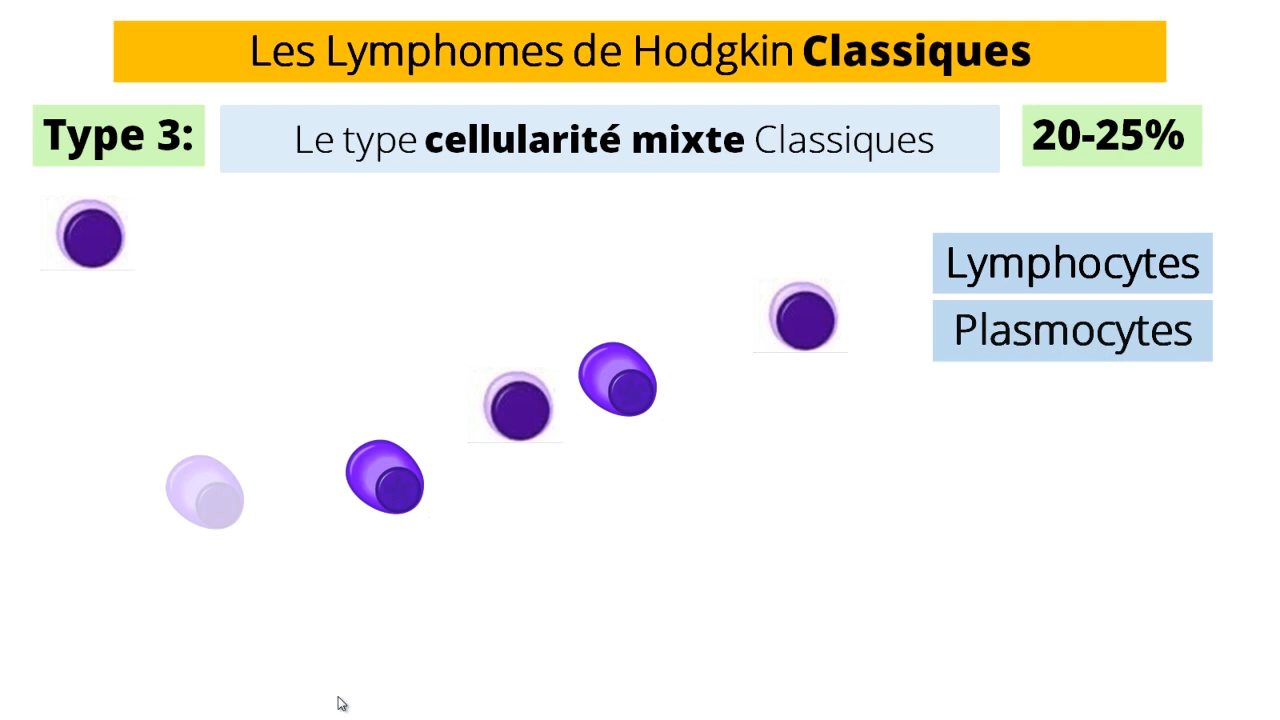 Les Lymphomes de Hodgkin Classiques
Type 3:
Le type cellularité mixte Classiques
20-25%
Lymphocytes
Plasmocytes